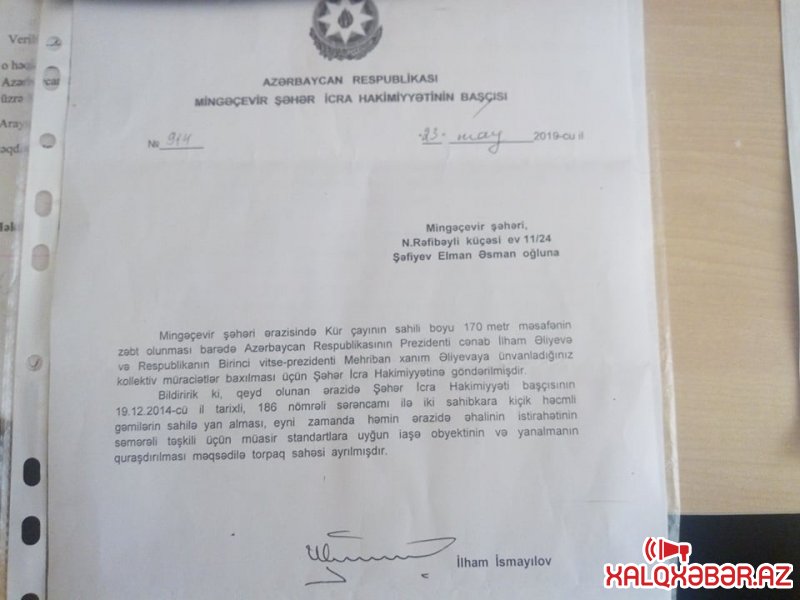 AZƏRBAYCAN RESPUBLİKASI
MİNGƏÇEVİR ŞƏHƏR İCRA HAKİMİYYƏTİNİN BAŞÇISI
№ 914
"23" may 2019-cu il
Mingəçevir şəhəri,
N.Rəfibəyli küçəsi ev 11/24
Şəfiyev Elman Əsman oğluna
Mingəçevir şəhəri ərazisində Kür çayının sahili boyu 170 metr məsafənin
zəbt olunması barədə Azərbaycan Respublikasının Prezidenti cənab İlham Əliyevə
və Respublikanın Birinci vitse-prezidenti Mehriban xanım Əliyevaya ünvanladığınız
kollektiv müraciətlər baxılması üçün Şəhər İcra Hakimiyyətinə göndərilmişdir.
Bildiririk ki, qeyd olunan ərazidə Şəhər İcra Hakimiyyəti başçısının
19.12.2014-cü il tarixli, 186 nömrəli sərəncamı ilə iki sahibkara kiçik həcmli
gəmilərin sahilə yan alması, eyni zamanda həmin ərazidə əhalinin istirahətinin
səmərəli təşkili üçün müasir standartlara uyğun iaşə obyektinin və yanalmanın
quraşdırılması məqsədilə torpaq sahəsi ayrılmışdır.
İlham İsmayılov
XALQXƏBƏR.AZ
Veril
o həq
Azərbaycan
üzrə
Aray
əqd